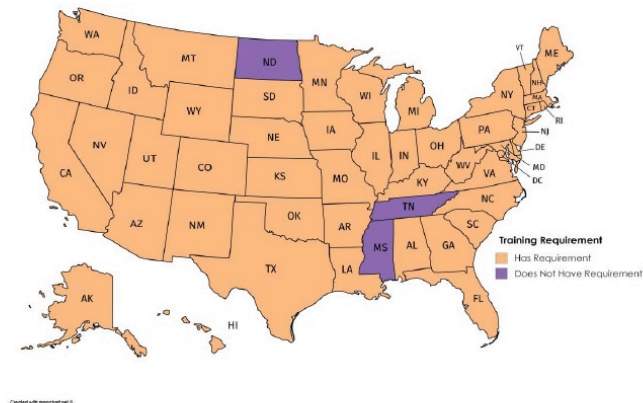 WA
MT
ND
MN
VT
ME
OR
ID
SD
WI
MI
NY
NH
MA
CT
RI
WY
NE
IA
PA
NJ
NV
UT
CO
IL
IN
OH
DE
WV
MD
VA
DC
CA
KS
MO
KY
NC
AZ
NM
OK
AR
TN
SC
MS
AL
GA
TX
LA
FL
AK
HI
Training Requirement
Has Requirement
Does Not Have Requirement